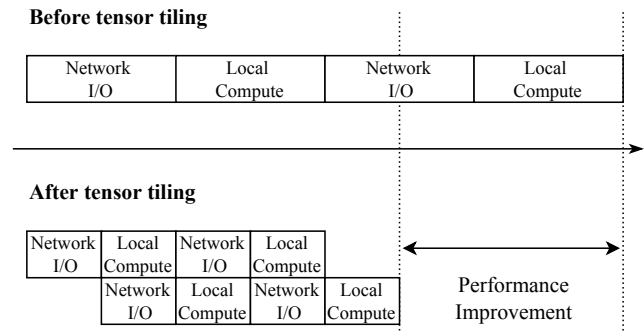 Before tensor tiling
Network Local Network Local
I/O Compute I/O Compute
After tensor tiling
Network Local Network Local
I/O Compute I/O Compute
Network Local Network Local
I/O Compute I/O Compute
Performance
Improvement